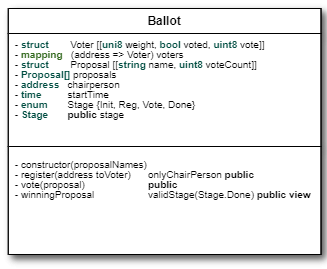 Ballot
- struct Voter [[uni8 weight, bool voted, uint8 vote]]
- mapping (address => Voter) voters
- struct Proposal [[string name, uint8 voteCount]]
- Proposal[] proposals
- address chairperson
- time startTime
- enum Stage {Init, Reg, Vote, Done}
- Stage public stage
- constructor(proposalNames)
- register(address toVoter) onlyChairPerson public
- vote(proposal) public
- winningProposal validStage(Stage.Done) public view